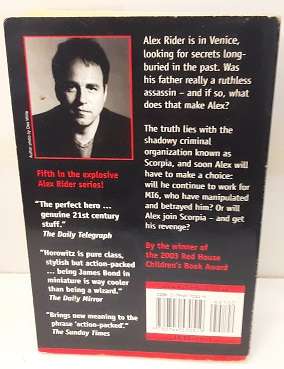 Alex Rider is in Venice,
looking for secrets long-
buried in the past. Was
his father really a ruthless
assassin – and if so, what
does that make Alex?
The truth lies with the
shadowy criminal
organization known as
Scorpia, and soon Alex will
have to make a choice:
will he continue to work for
MI6, who have manipulated
and betrayed him? Or will
Alex join Scorpia – and get
his revenge?
By the winner of
the 2003 Red House
Children's Book Award
Fifth in the explosive
Alex Rider series!
"The perfect hero ...
genuine 21st century
stuff."
The Daily Telegraph
"Horowitz is pure class,
stylish but action-packed
... being James Bond in
miniature is way cooler
than being a wizard."
The Daily Mirror
"Brings new meaning to the
phrase 'action-packed'."
The Sunday Times